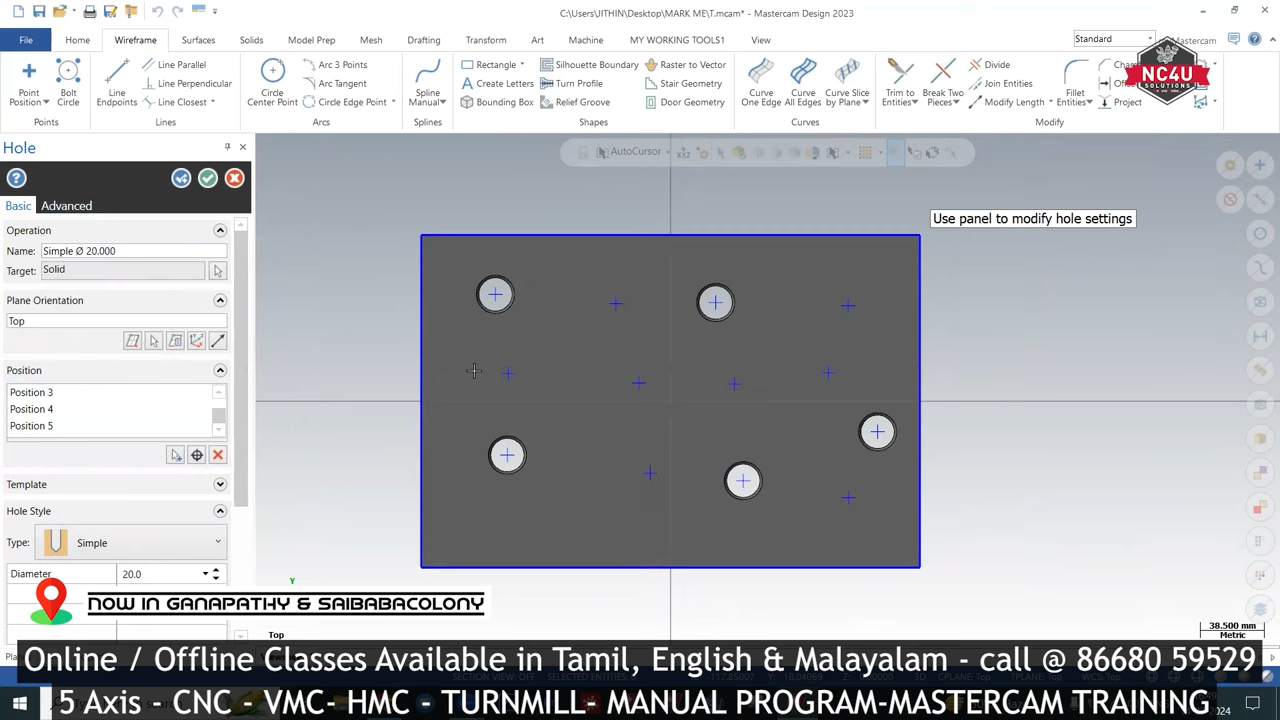 C:\Users\JITHIN\Desktop\MARK ME\T.mcam* - Mastercam Design 2023
File
Home
Wireframe
Surfaces
Solids
Model Prep
Mesh
Drafting
Transform
Art
Machine
MY WORKING TOOLS1
View
Standard
Mastercam
NC4U
SOLUTIONS
Point Position
Bolt Circle
Line Endpoints
Line Parallel
Line Perpendicular
Line Closest
Circle Center Point
Arc 3 Points
Arc Tangent
Circle Edge Point
Spline Manual
Rectangle
Create Letters
Bounding Box
Silhouette Boundary
Turn Profile
Relief Groove
Raster to Vector
Stair Geometry
Door Geometry
Curve One Edge
Curve All Edges
Curve Slice by Plane
Trim to Entities
Break Two Pieces
Divide
Join Entities
Modify Length
Fillet Entities
Project
Points
Lines
Arcs
Splines
Shapes
Curves
Modify
Hole
Basic
Advanced
Operation
Name: Simple Ø 20.000
Target: Solid
Plane Orientation
Top
Position
Position 3
Position 4
Position 5
Template
Hole Style
Type: Simple
Diameter 20.0
AutoCursor
Use panel to modify hole settings
Y
Top
38.500 mm
Metric
NOW IN GANAPATHY & SAIBABACOLONY
Online / Offline Classes Available in Tamil, English & Malayalam - call @ 86680 59529
5 Axis - CNC - VMC- HMC - TURNMILL- MANUAL PROGRAM-MASTERCAM TRAINING